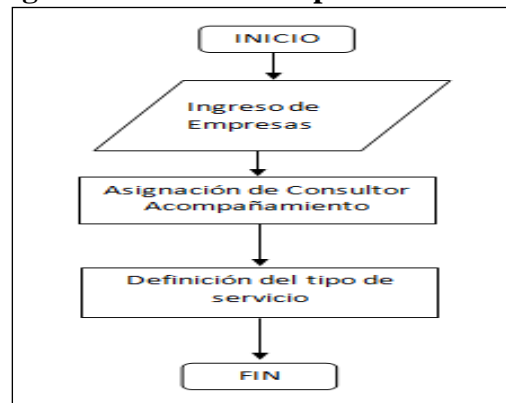 INICIO
Ingreso de
Empresas
Asignación de Consultor
Acompañamiento
Definición del tipo de
servicio
FIN